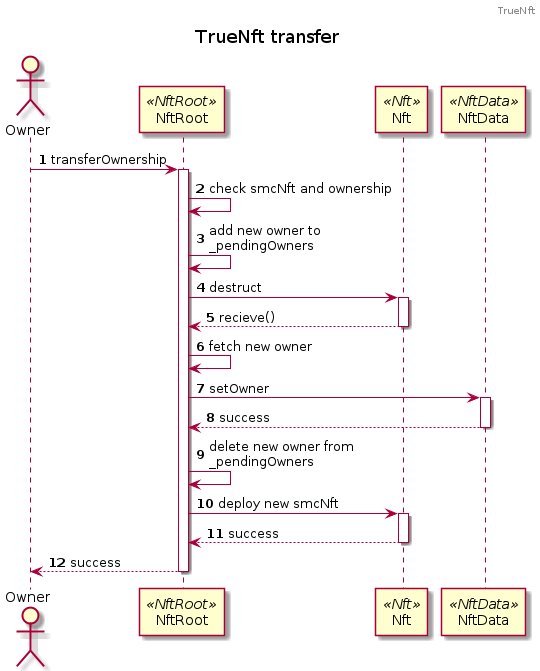 TrueNft
TrueNft transfer
Owner
«NftRoot»
NftRoot
«Nft»
Nft
«NftData»
NftData
1 transferOwnership
2 check smcNft and ownership
3 add new owner to
_pendingOwners
4 destruct
5 recieve()
6 fetch new owner
7 setOwner
8 success
9 delete new owner from
_pendingOwners
10 deploy new smcNft
11 success
12 success
Owner
«NftRoot»
NftRoot
«Nft»
Nft
«NftData»
NftData